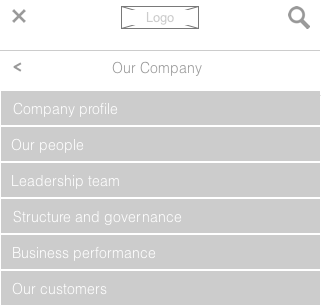 Logo
< Our Company
Company profile
Our people
Leadership team
Structure and governance
Business performance
Our customers